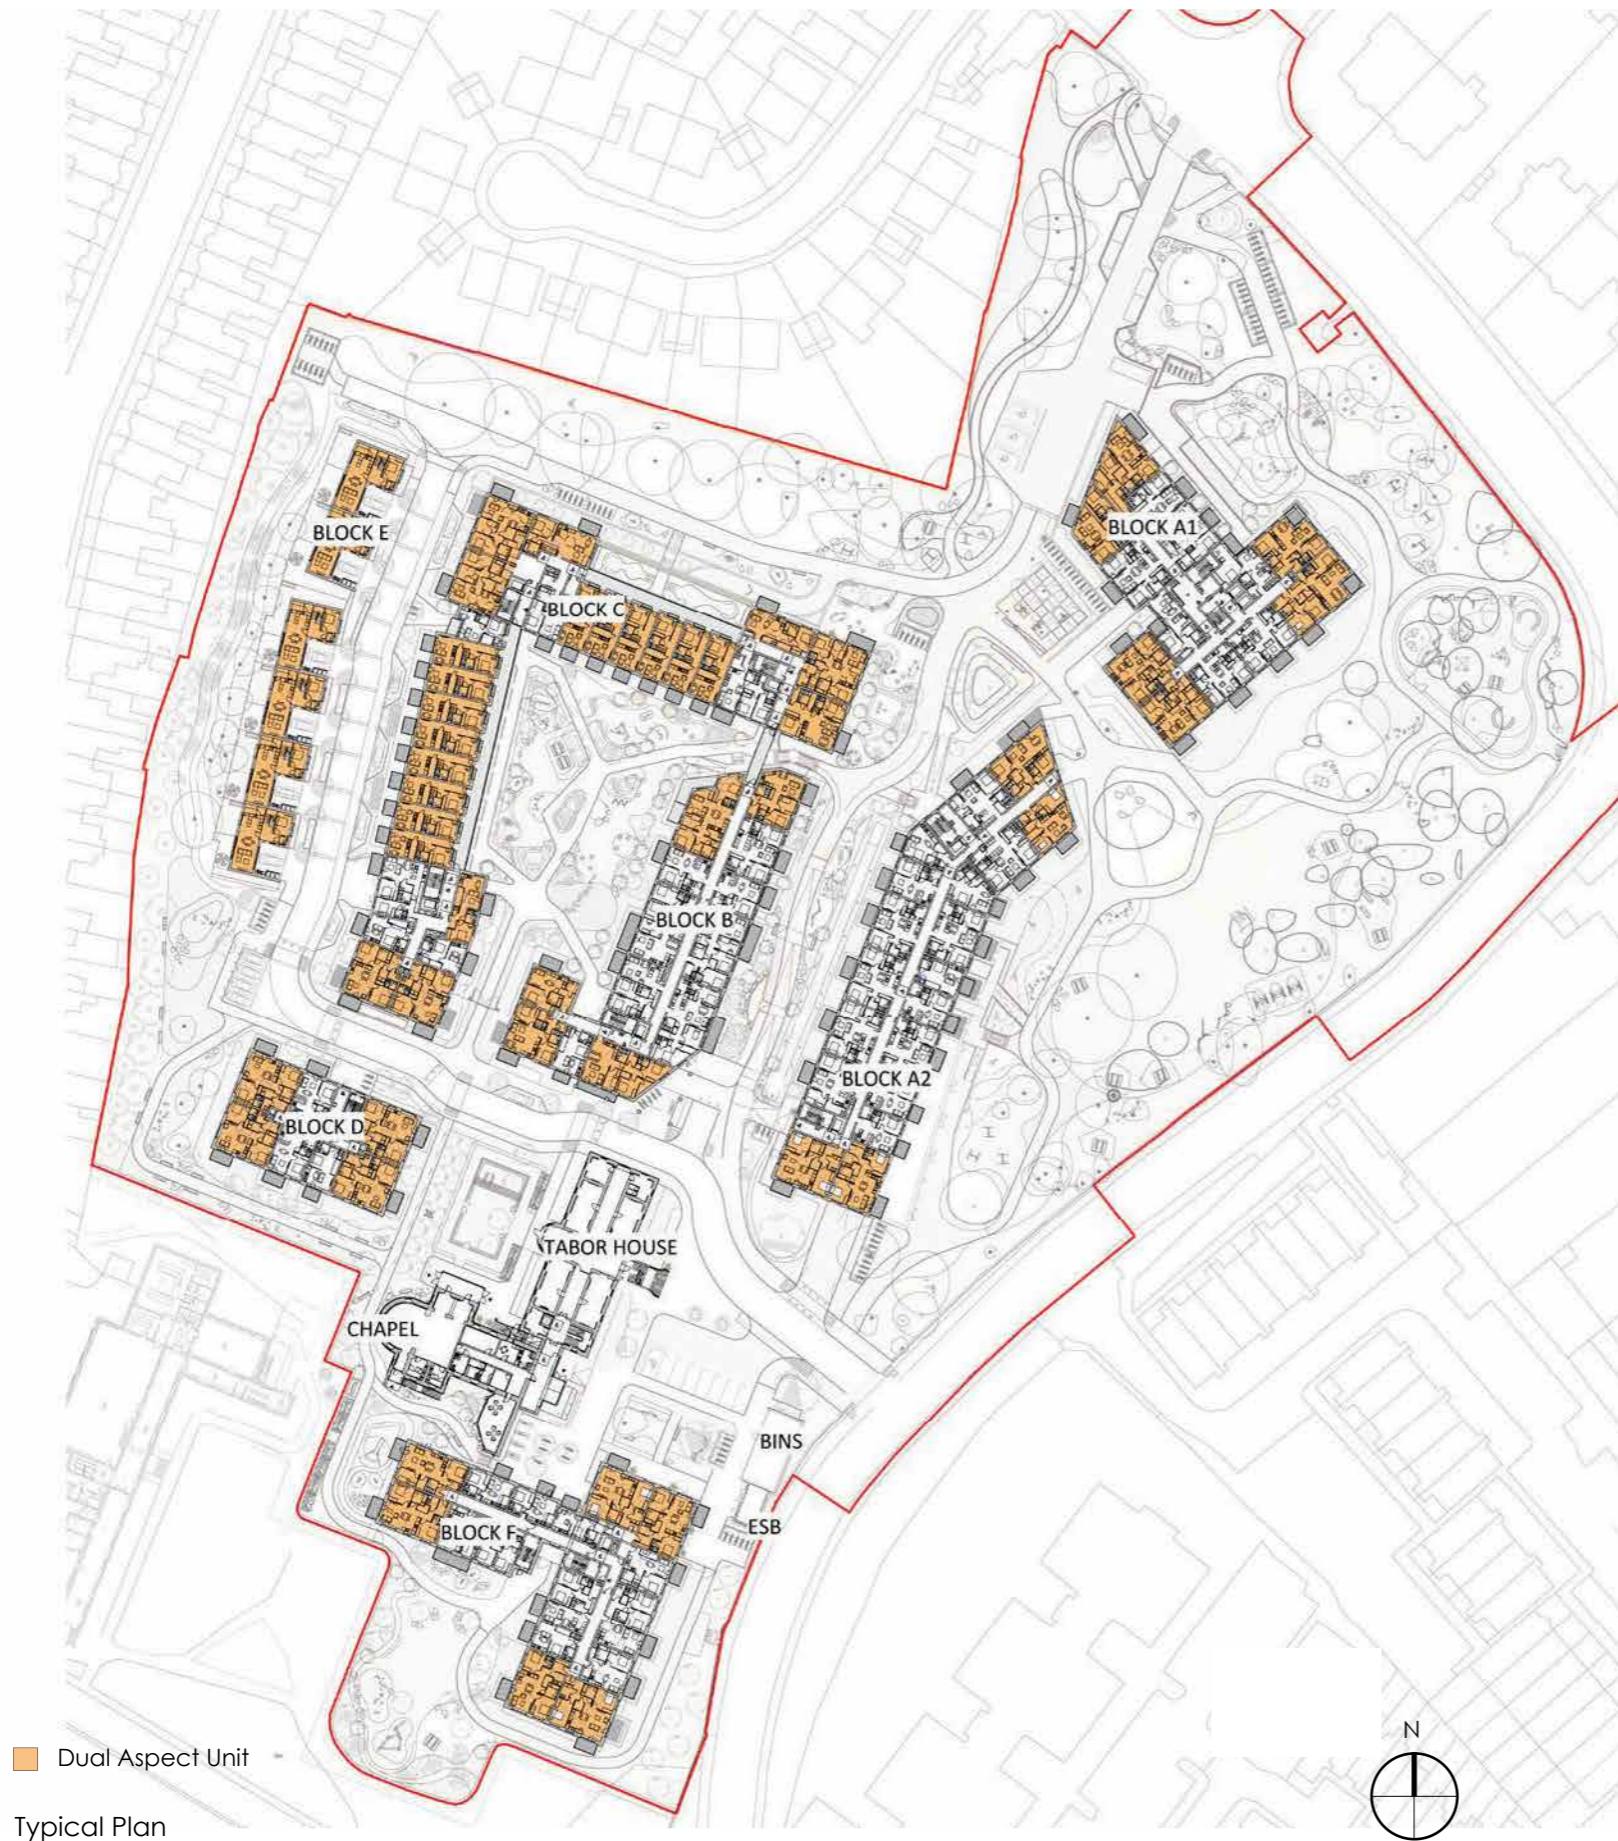 BLOCK E
BLOCK A1
BLOCK C
BLOCK B
BLOCK A2
BLOCK D
TABOR HOUSE
CHAPEL
BINS
ESB
BLOCK F
N
Dual Aspect Unit
Typical Plan